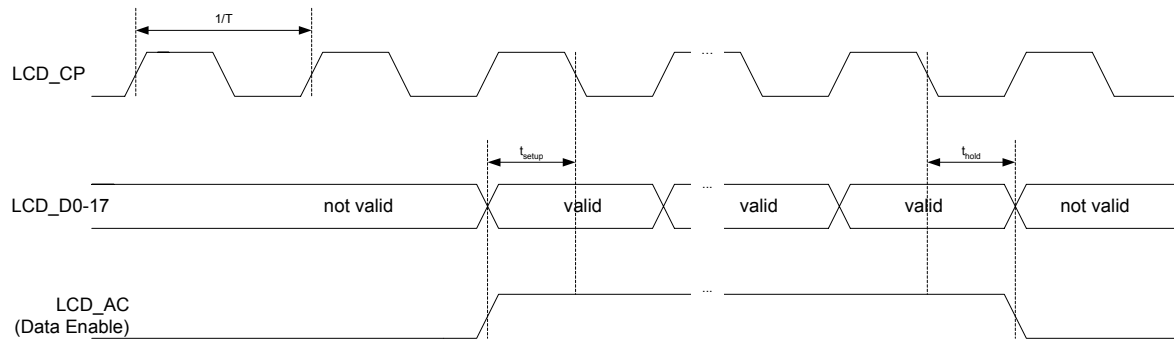 1/T
LCD_CP
...
t_setup
t_hold
LCD_D0-17
not valid
valid
...
valid
valid
not valid
LCD_AC
(Data Enable)
...